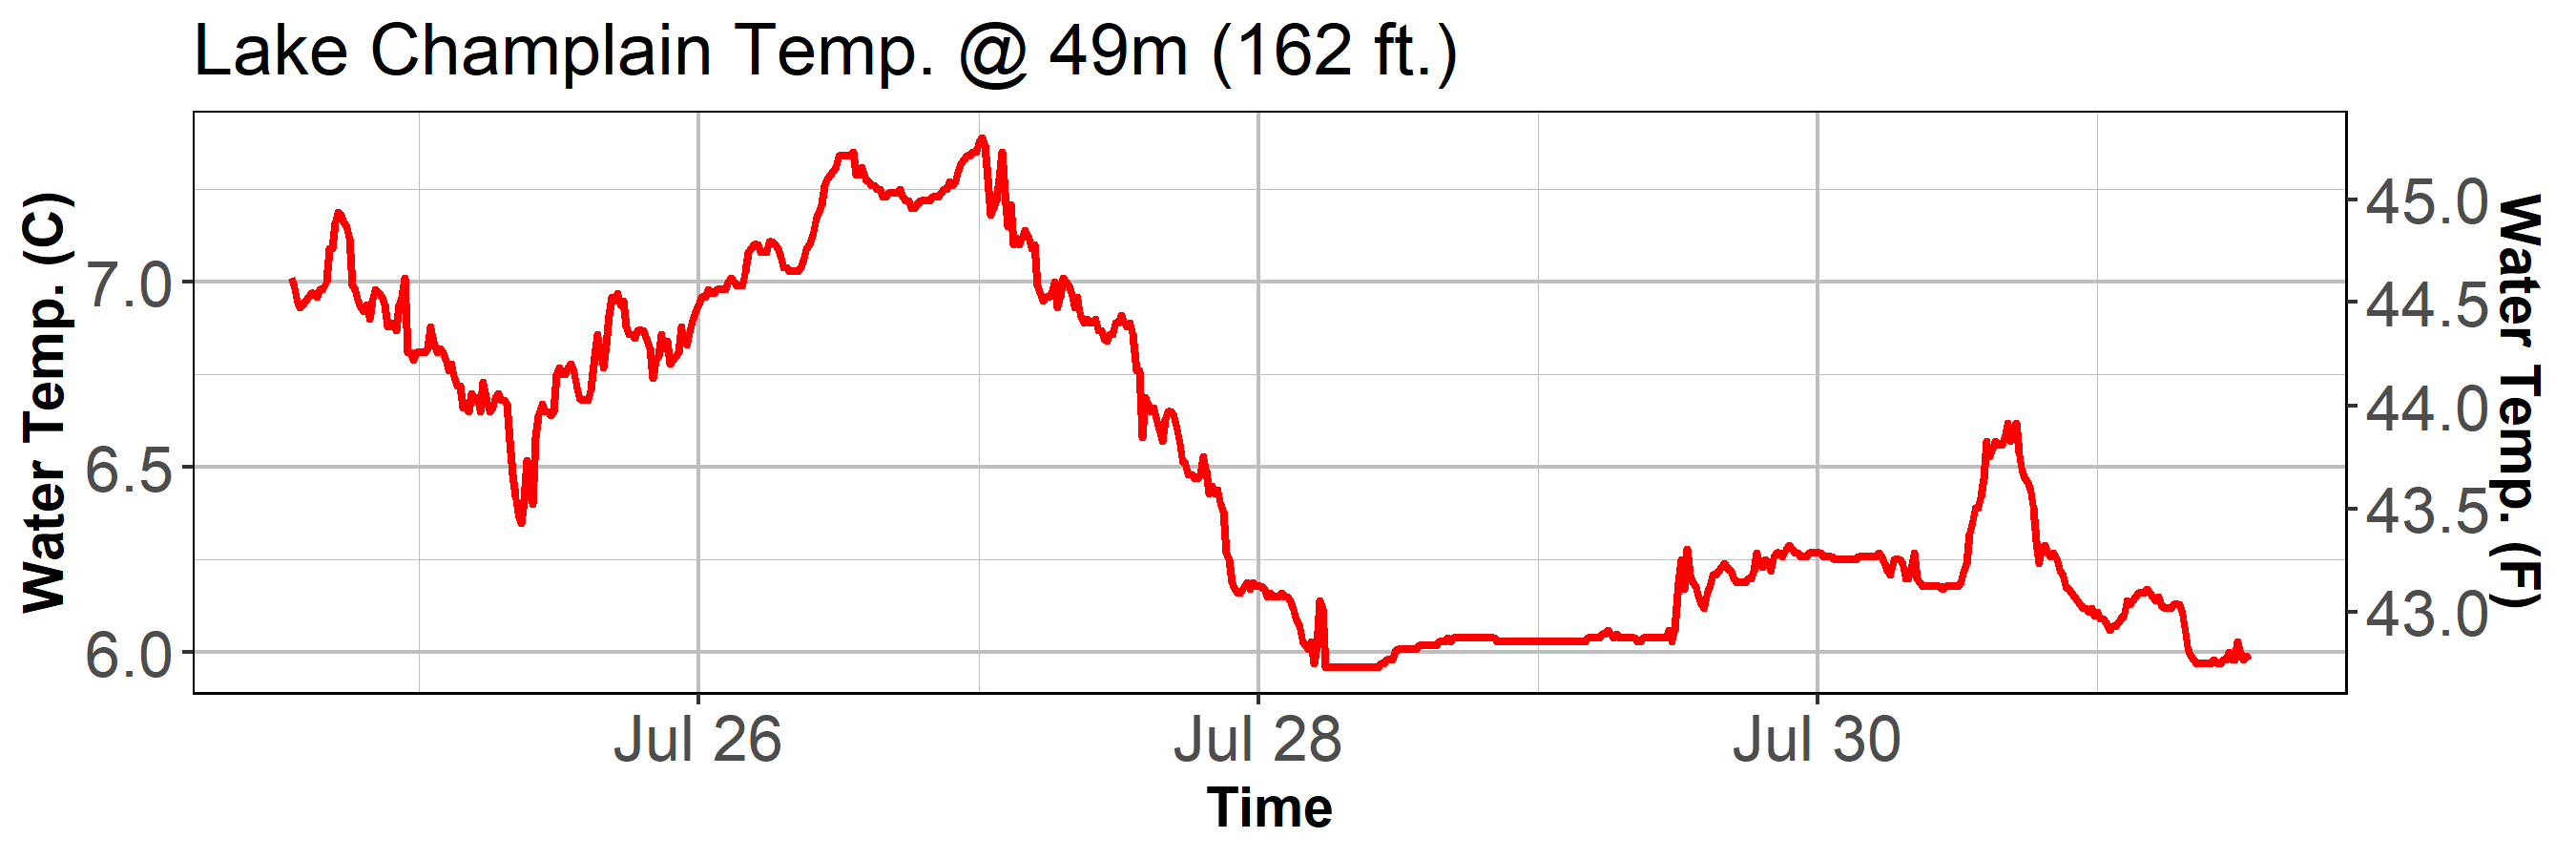 Lake Champlain Temp. @ 49m (162 ft.)
Water Temp. (C)
7.0
6.5
6.0
45.0
44.5
44.0
43.5
43.0
Water Temp. (F)
Jul 26
Jul 28
Jul 30
Time